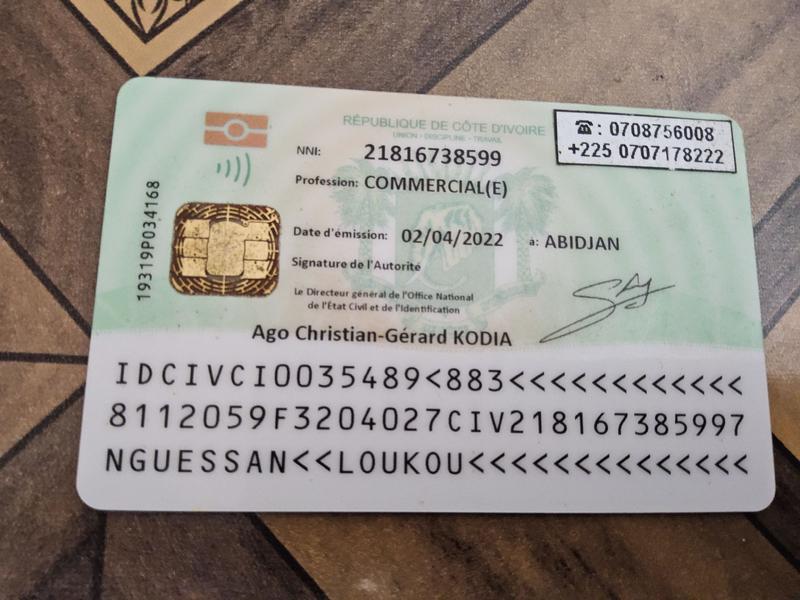 RÉPUBLIQUE DE CÔTE D'IVOIRE
UNION - DISCIPLINE - TRAVAIL
☎: 0708756008
+225 0707178222
NNI: 21816738599
Profession: COMMERCIAL(E)
19319P034168
Date d'émission: 02/04/2022 à: ABIDJAN
Signature de l'Autorité
Le Directeur général de l'Office National
de l'État Civil et de l'Identification
Ago Christian-Gérard KODIA
IDCIVCI0035489<883<<<<<<<<<<<<
8112059F3204027CIV218167385997
NGUESSAN<<LOUKOU<<<<<<<<<<<<<<